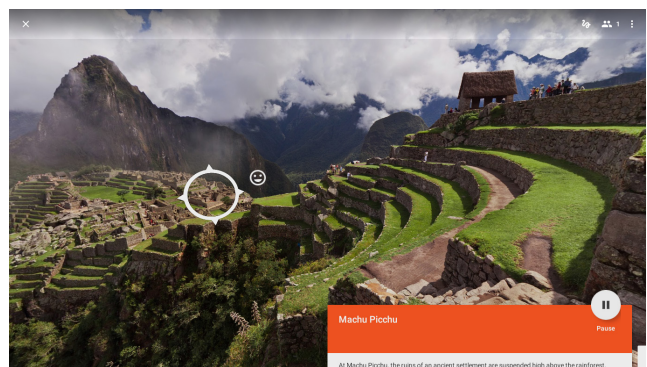 1
Machu Picchu
Pause
At Machu Picchu, the ruins of an ancient settlement are suspended high above the rainforest